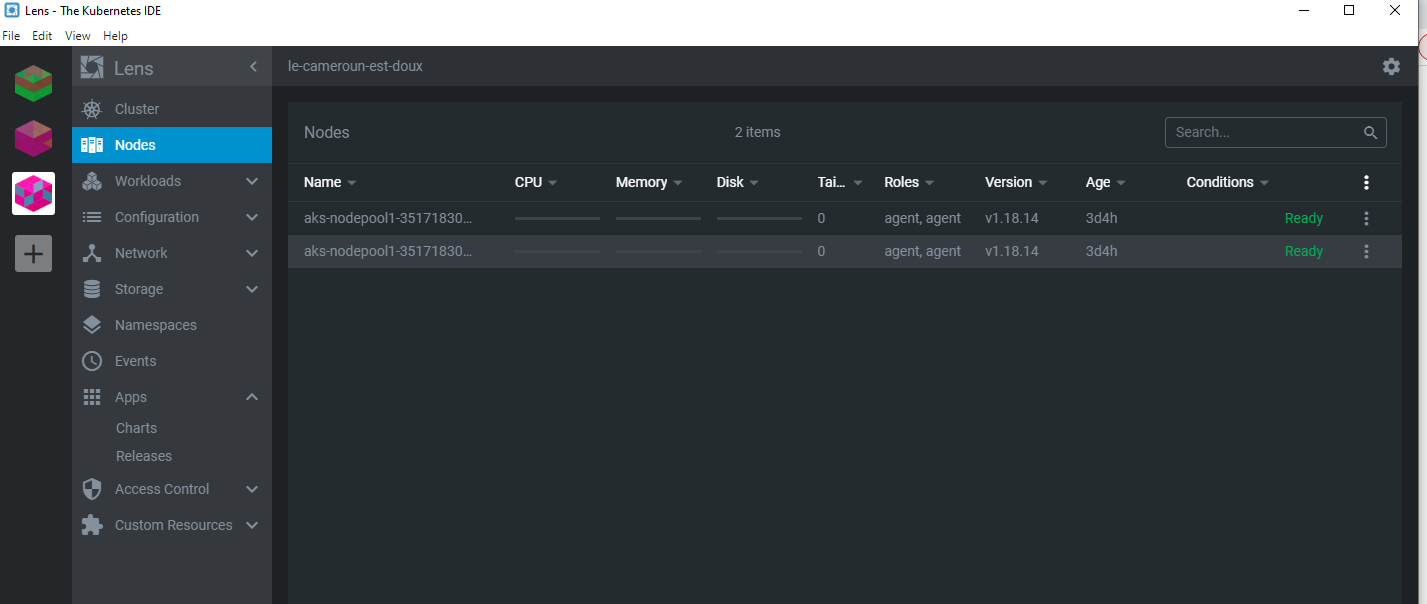 Lens - The Kubernetes IDE
File Edit View Help
Lens
le-cameroun-est-doux
Cluster
Nodes
Workloads
Configuration
Network
Storage
Namespaces
Events
Apps
Charts
Releases
Access Control
Custom Resources
Nodes 2 items Search...
Name CPU Memory Disk Tai... Roles Version Age Conditions
aks-nodepool1-35171830... 0 agent, agent v1.18.14 3d4h Ready
aks-nodepool1-35171830... 0 agent, agent v1.18.14 3d4h Ready